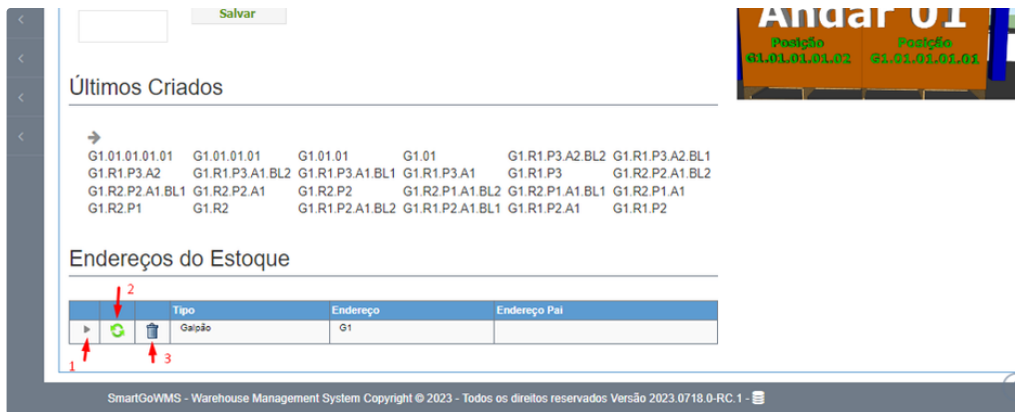 Salvar
Andar 01
Posição Posição
G1.01.01.01.02 G1.01.01.01.01
Últimos Criados
G1.01.01.01.01 G1.01.01.01 G1.01.01 G1.01 G1.R1.P3.A2.BL2 G1.R1.P3.A2.BL1
G1.R1.P3.A2 G1.R1.P3.A1.BL2 G1.R1.P3.A1.BL1 G1.R1.P3.A1 G1.R1.P3 G1.R2.P2.A1.BL2
G1.R2.P2.A1.BL1 G1.R2.P2.A1 G1.R2.P2 G1.R2.P1.A1.BL2 G1.R2.P1.A1.BL1 G1.R2.P1.A1
G1.R2.P1 G1.R2 G1.R1.P2.A1.BL2 G1.R1.P2.A1.BL1 G1.R1.P2.A1 G1.R1.P2
Endereços do Estoque
2
Tipo Endereço Endereço Pai
Galpão G1
1 3
SmartGoWMS - Warehouse Management System Copyright © 2023 - Todos os direitos reservados Versão 2023.0718.0-RC.1 -